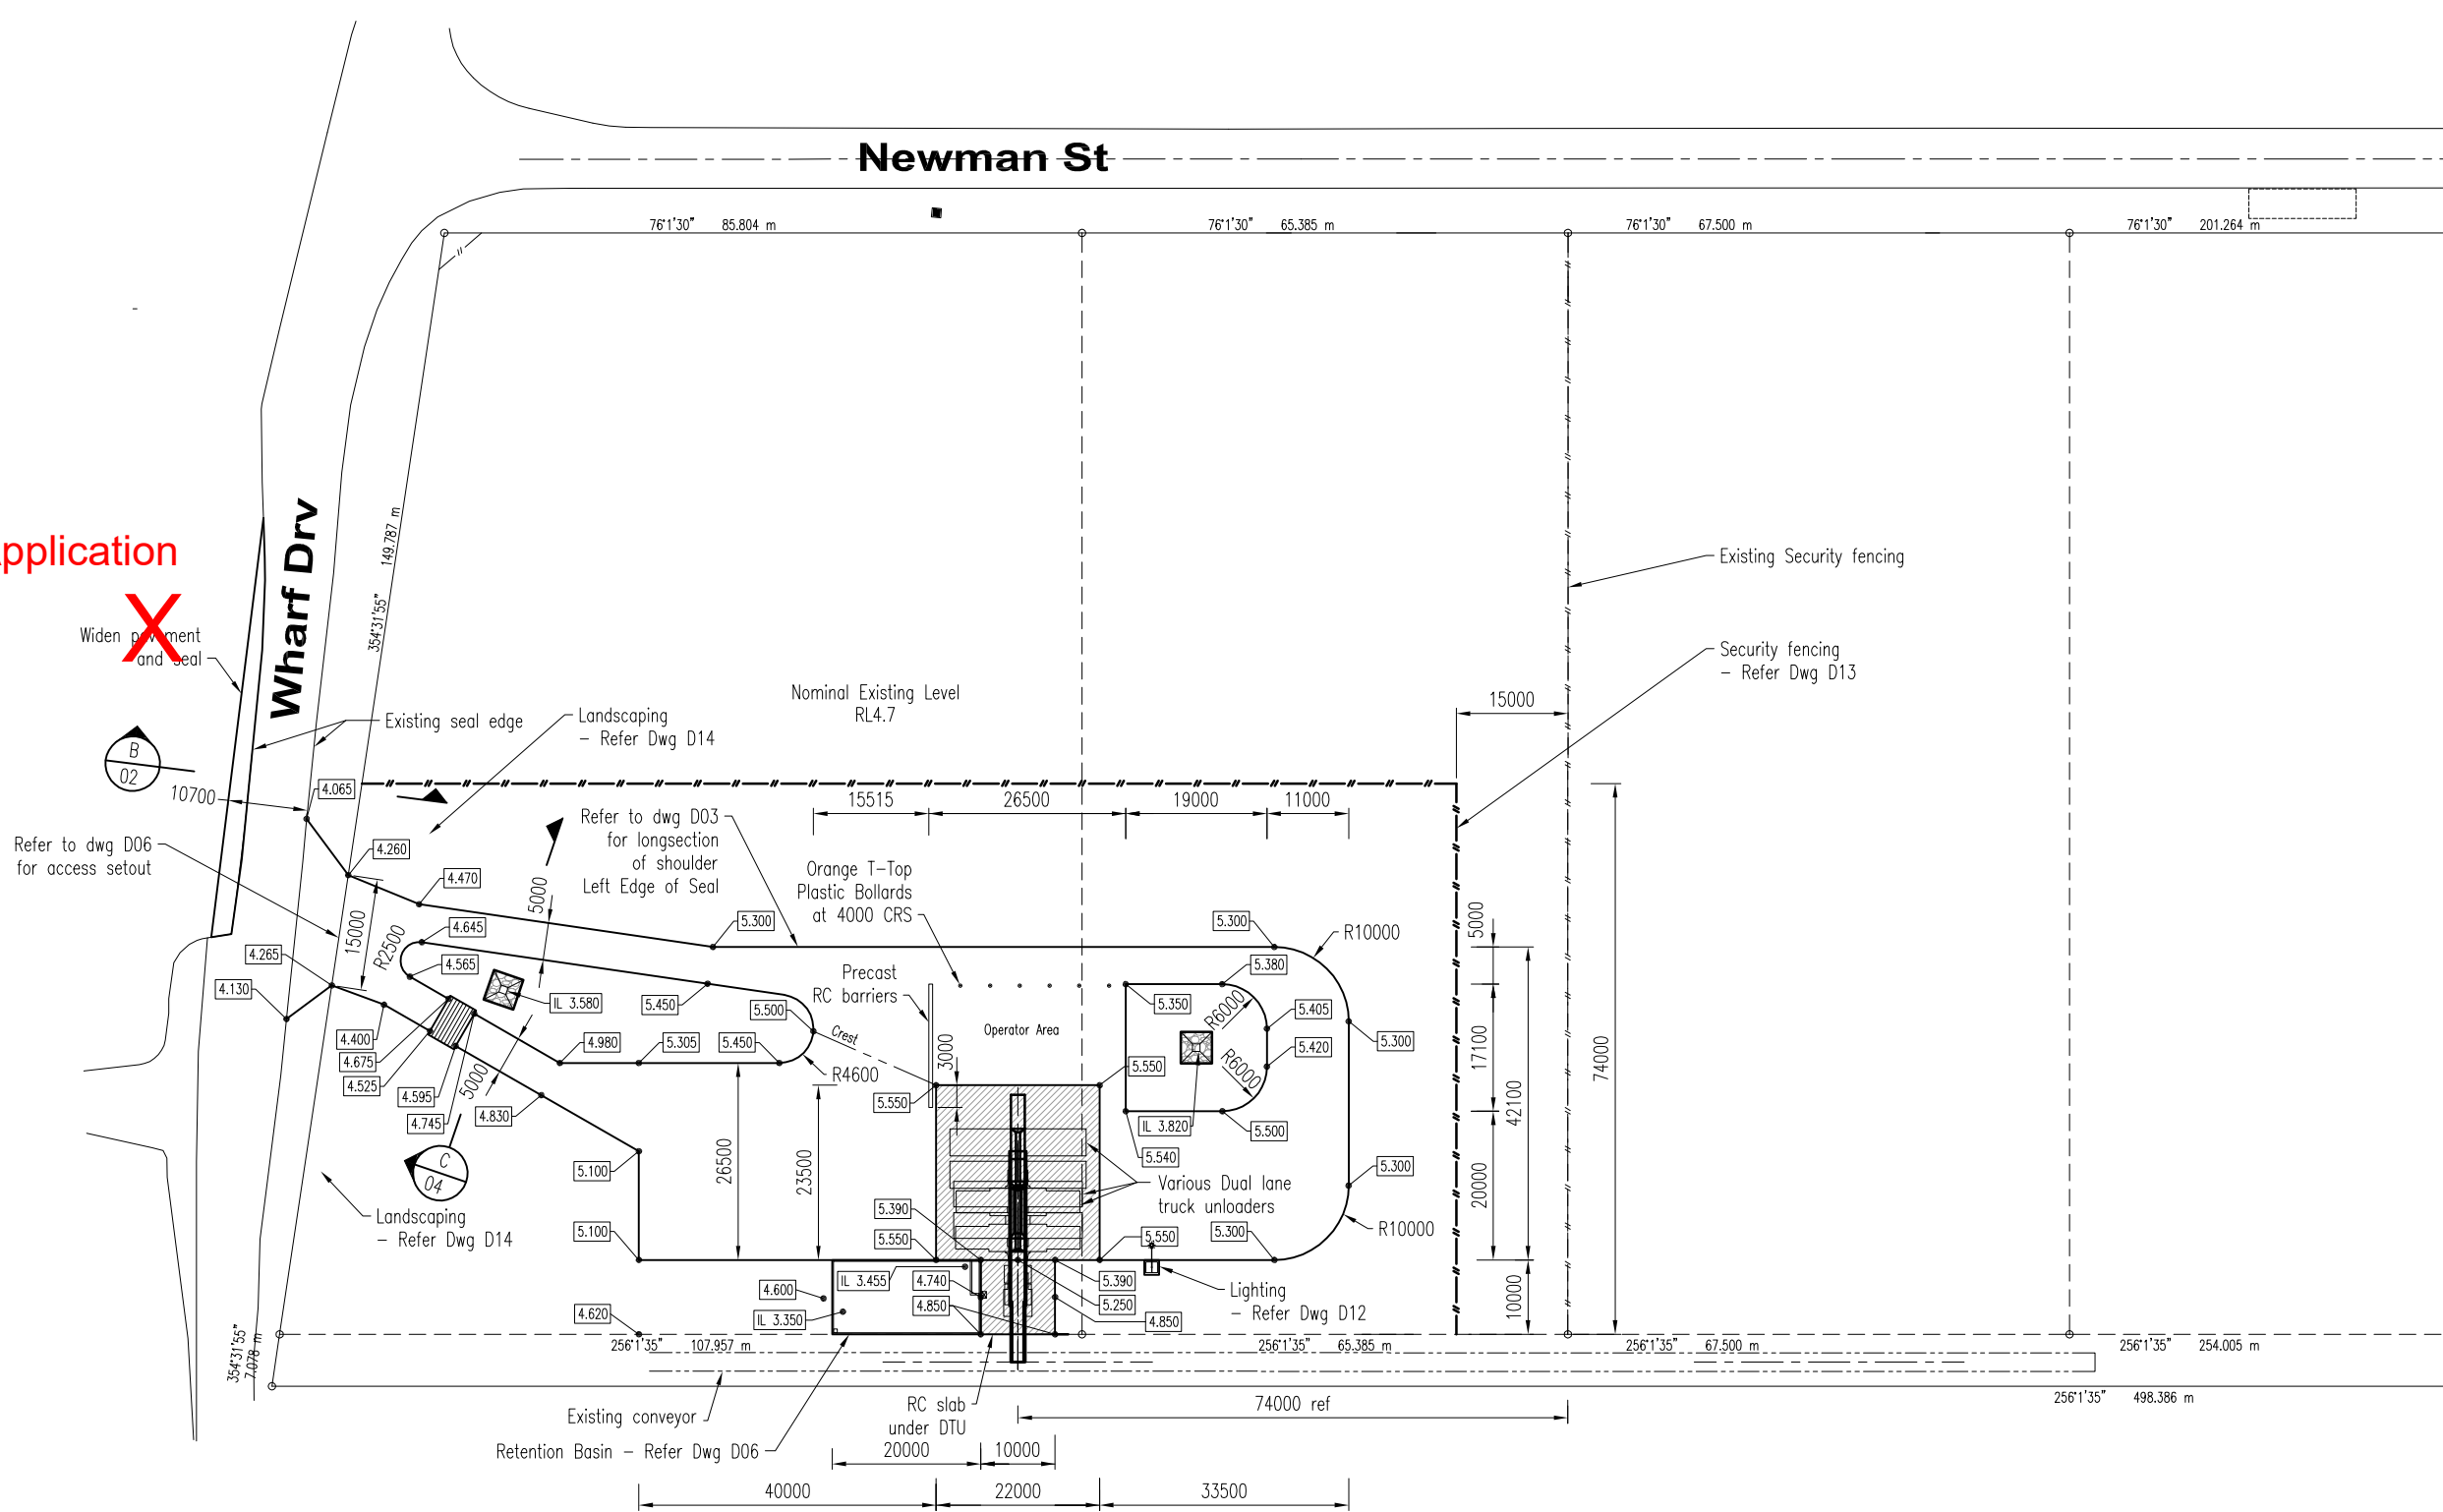 Newman St
76°1'30" 85.804 m
76°1'30" 65.385 m
76°1'30" 67.500 m
76°1'30" 201.264 m
Wharf Drv
354°31'55" 149.787 m
Application
X
Widen pavement
and seal
Existing Security fencing
Security fencing
- Refer Dwg D13
Nominal Existing Level
RL4.7
15000
Existing seal edge
Landscaping
- Refer Dwg D14
B
02
10700
4.065
Refer to dwg D06
for access setout
4.260
4.470
Refer to dwg D03
for longsection
of shoulder
Left Edge of Seal
15515
26500
19000
11000
Orange T-Top
Plastic Bollards
at 4000 CRS
5000
15000
R2500
4.645
5.300
5.300
R10000
5000
4.265
4.565
4.130
IL 3.580
5.450
5.500
Precast
RC barriers
Operator Area
Crest
3000
5.380
5.350
R6000
5.405
5.300
5.420
R6000
17100
42100
74000
4.400
4.675
4.525
4.595
4.745
5000
4.980
5.305
5.450
R4600
5.550
5.550
4.830
IL 3.820
5.500
5.540
C
04
5.100
26500
23500
Various Dual lane
truck unloaders
5.300
20000
R10000
Landscaping
- Refer Dwg D14
5.390
5.100
5.550
5.550
5.300
4.600
IL 3.455
4.740
5.390
Lighting
- Refer Dwg D12
4.620
IL 3.350
4.850
5.250
4.850
10000
354°31'55"
7.078 m
256°1'35" 107.957 m
256°1'35" 65.385 m
256°1'35" 67.500 m
256°1'35" 254.005 m
256°1'35" 498.386 m
Existing conveyor
RC slab
under DTU
74000 ref
Retention Basin - Refer Dwg D06
20000
10000
40000
22000
33500